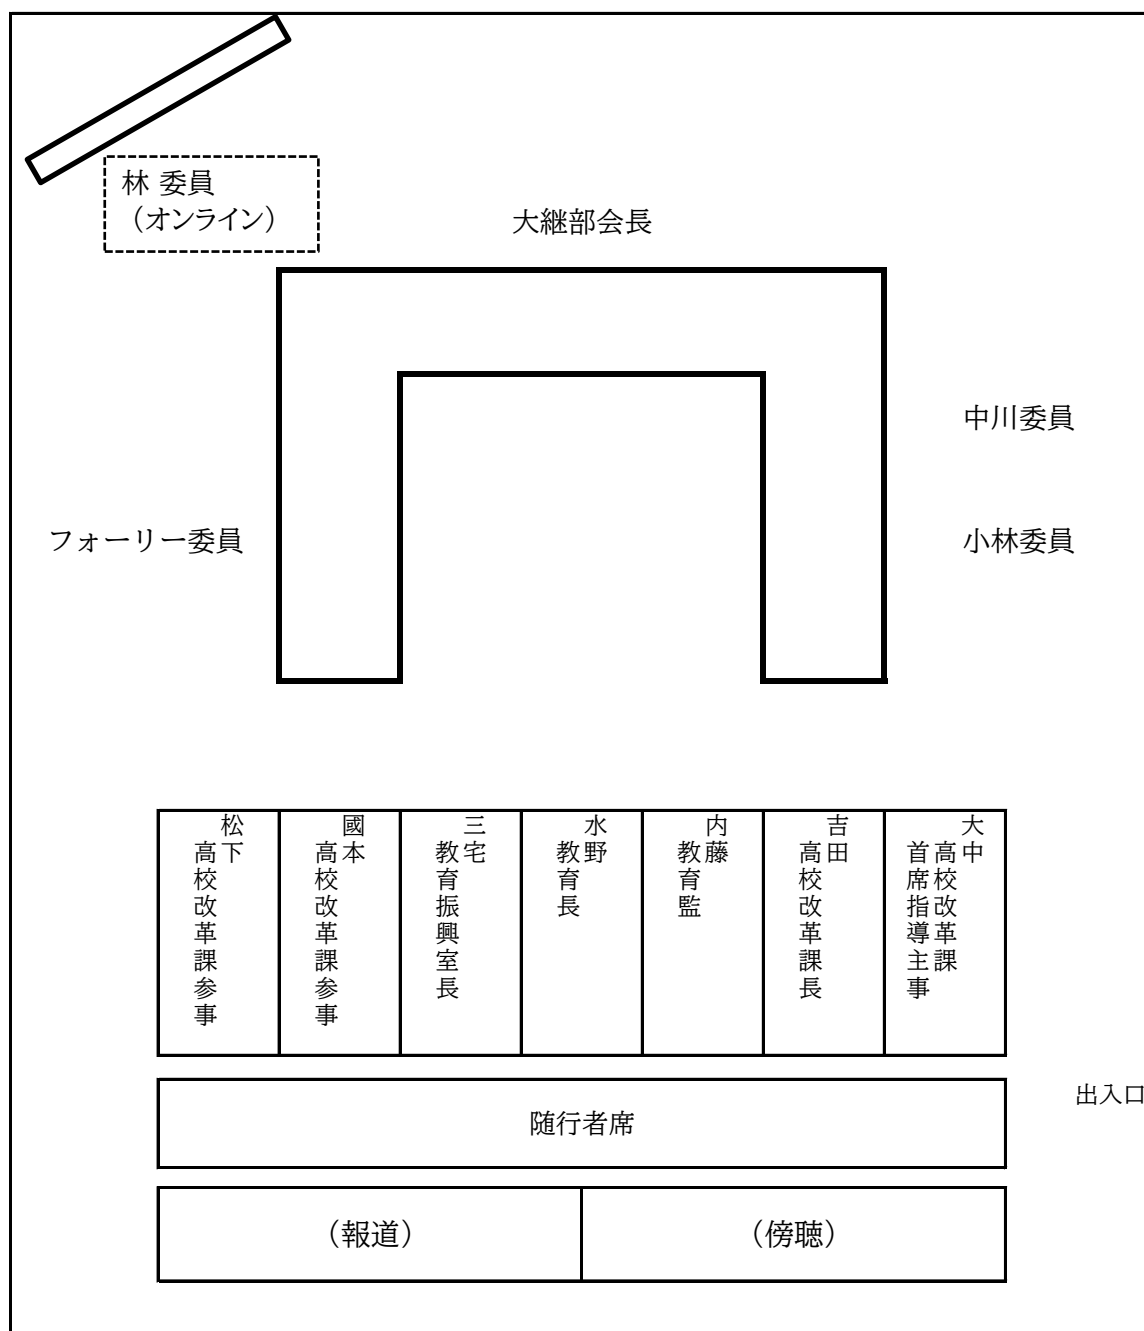 林 委員
（オンライン）
大継部会長
中川委員
フォーリー委員
小林委員
松下
高校改革課参事
國本
高校改革課参事
三宅
教育振興室長
水野
教育長
内藤
教育監
吉田
高校改革課長
大中
高校改革課
首席指導主事
出入口
随行者席
（報道）
（傍聴）